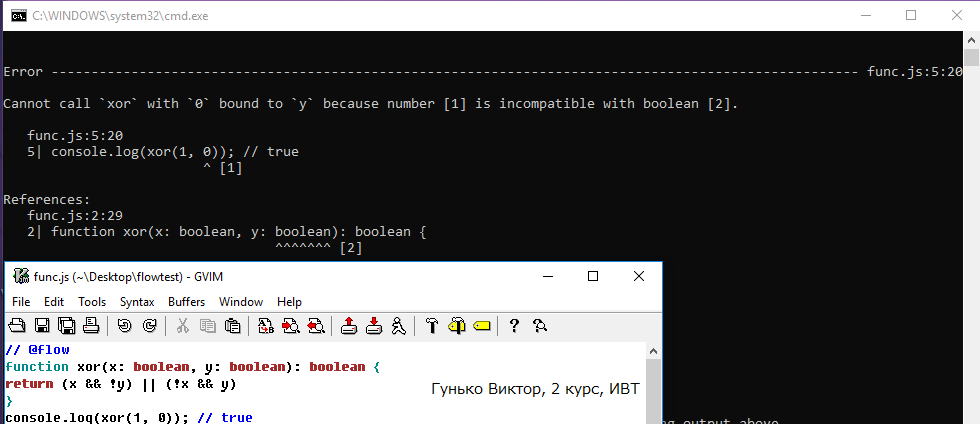 C:\WINDOWS\system32\cmd.exe
Error ----------------------------------------------------------------------------------------------------- func.js:5:20
Cannot call `xor` with `0` bound to `y` because number [1] is incompatible with boolean [2].
func.js:5:20
5| console.log(xor(1, 0)); // true
^ [1]
References:
func.js:2:29
2| function xor(x: boolean, y: boolean): boolean {
^^^^^^^ [2]
func.js (~\Desktop\flowtest) - GVIM
File Edit Tools Syntax Buffers Window Help
// @flow
function xor(x: boolean, y: boolean): boolean {
return (x && !y) || (!x && y)
Гунько Виктор, 2 курс, ИВТ
}
console.log(xor(1, 0)); // true
output above